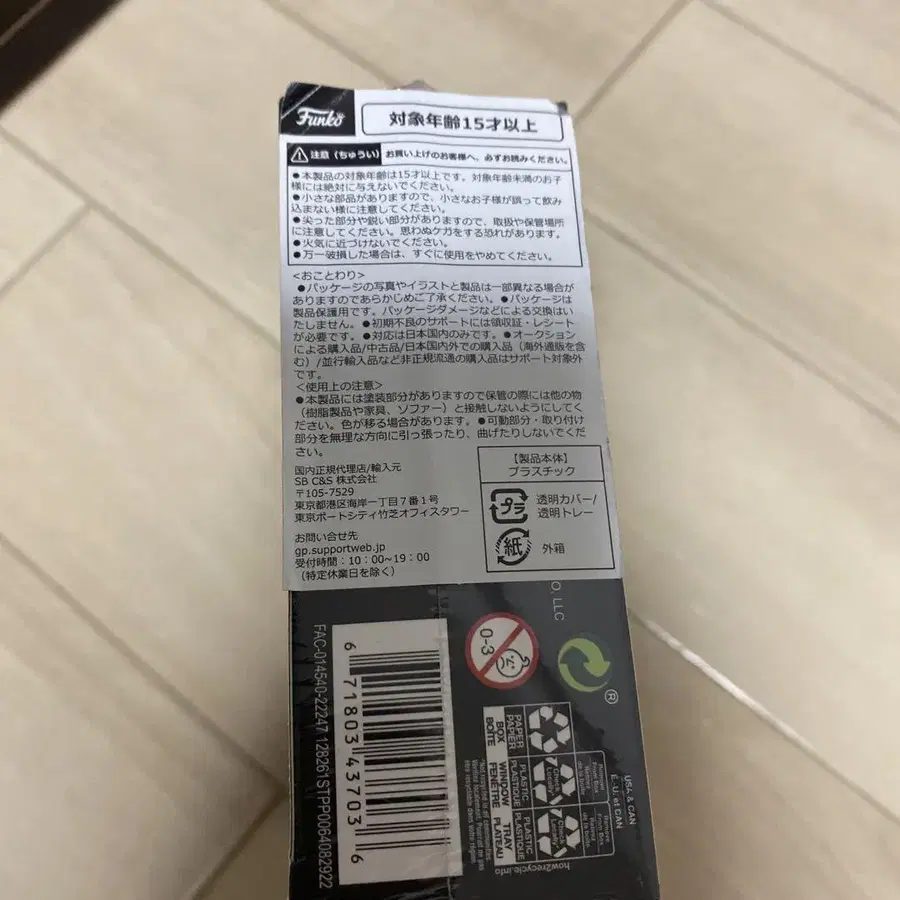 Funko
対象年齢15才以上
注意（ちゅうい） お買い上げのお客様へ、必ずお読みください。
●本製品の対象年齢は15才以上です。対象年齢未満のお子
様には絶対に与えないでください。
●小さな部品がありますので、小さなお子様が誤って飲み
込まない様に注意してください。
●尖った部分や鋭い部分がありますので、取扱や保管場所
に注意してください。思わぬケガをする恐れがあります。
●火気に近づけないでください。
●万一破損した場合は、すぐに使用をやめてください。
<おことわり>
●パッケージの写真やイラストと製品は一部異なる場合が
ありますのであらかじめご了承ください。●パッケージは
製品保護用です。パッケージダメージなどによる交換はい
たしません。●初期不良のサポートには領収証・レシート
が必要です。●対応は日本国内のみです。●オークション
による購入品/中古品/日本国内外での購入品（海外通販を含
む）/並行輸入品など非正規流通の購入品はサポート対象外
です。
<使用上の注意>
●本製品には塗装部分がありますので保管の際には他の物
（樹脂製品や家具、ソファー）と接触しないようにしてく
ださい。色が移る場合があります。●可動部分・取り付け
部分を無理な方向に引っ張ったり、曲げたりしないでくだ
さい。
国内正規代理店/輸入元
SB C&S 株式会社
〒105-7529
東京都港区海岸一丁目7番1号
東京ポートシティ竹芝オフィスタワー
お問い合せ先
gp.supportweb.jp
受付時間：10：00~19：00
（特定休業日を除く）
【製品本体】
プラスチック
プラ
透明カバー/
透明トレー
紙
外箱
O, LLC
FAC-014540-22247 128261STPP0064082922
6 71803 43703 6
0-3
®
PAPER
PAPIER
BOX
BOÎTE
PLASTIC
PLASTIQUE
WINDOW
FENÊTRE
PLASTIC
PLASTIQUE
TRAY
PLATEAU
Check
Locally*
Check
Locally*
USA & CAN
É.-U. et CAN
how2recycle.info